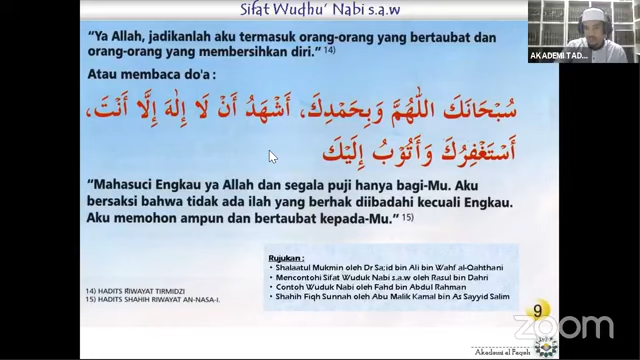 Sifat Wudhu' Nabi s.a.w
"Ya Allah, jadikanlah aku termasuk orang-orang yang bertaubat dan
orang-orang yang membersihkan diri." 14)
Atau membaca do'a :
سُبْحَانَكَ اللّٰهُمَّ وَبِحَمْدِكَ، أَشْهَدُ أَنْ لَا إِلٰهَ إِلَّا أَنْتَ،
أَسْتَغْفِرُكَ وَأَتُوْبُ إِلَيْكَ
"Mahasuci Engkau ya Allah dan segala puji hanya bagi-Mu. Aku
bersaksi bahwa tidak ada ilah yang berhak diibadahi kecuali Engkau.
Aku memohon ampun dan bertaubat kepada-Mu." 15)
Rujukan:
• Shalaatul Mukmin oleh Dr Sa;id bin Ali bin Wahf al-Qahthani
• Mencontohi Sifat Wuduk Nabi s.a.w oleh Rasul bin Dahri
• Contoh Wuduk Nabi oleh Fahd bin Abdul Rahman
• Shahih Fiqh Sunnah oleh Abu Malik Kamal bin As Sayyid Salim
14) HADITS RIWAYAT TIRMIDZI
15) HADITS SHAHIH RIWAYAT AN-NASA-I.
9
Akademi al Faqeh
AKADEMI TAD...
zoom